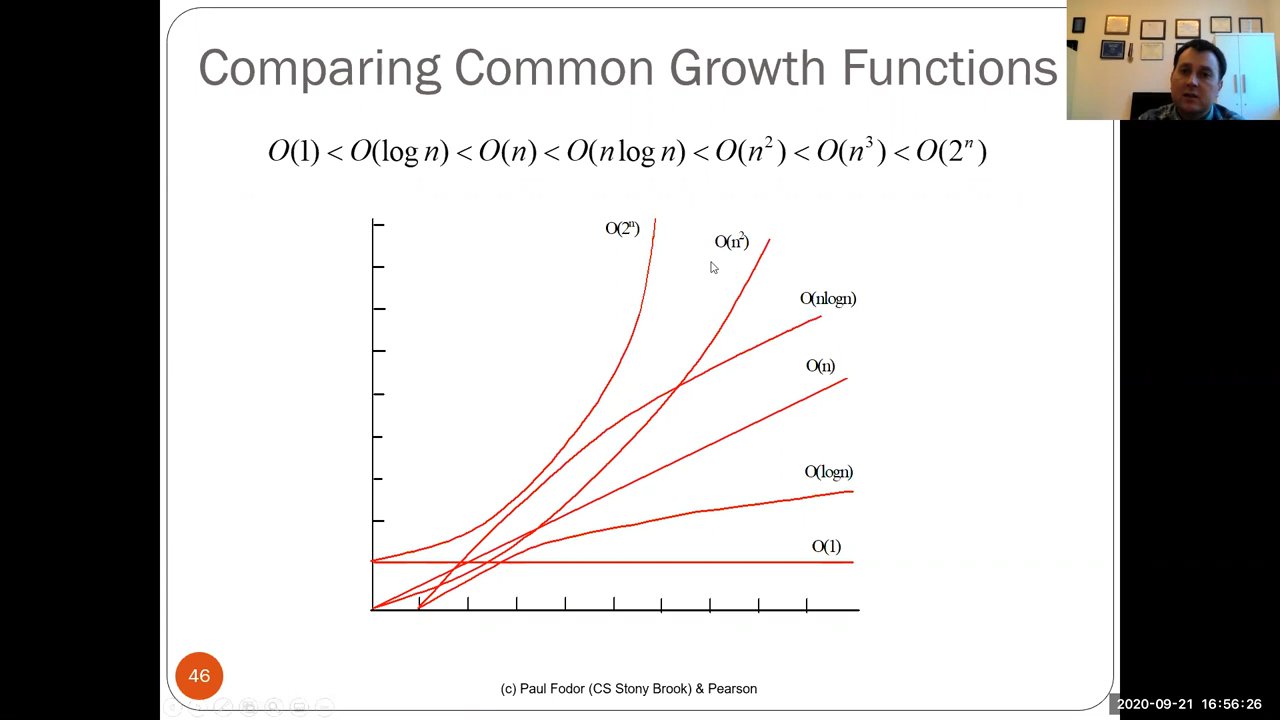 Comparing Common Growth Functions
O(1) < O(log n) < O(n) < O(n log n) < O(n²) < O(n³) < O(2ⁿ)
O(2ⁿ)
O(n²)
O(nlogn)
O(n)
O(logn)
O(1)
46
(c) Paul Fodor (CS Stony Brook) & Pearson
2020-09-21 16:56:26